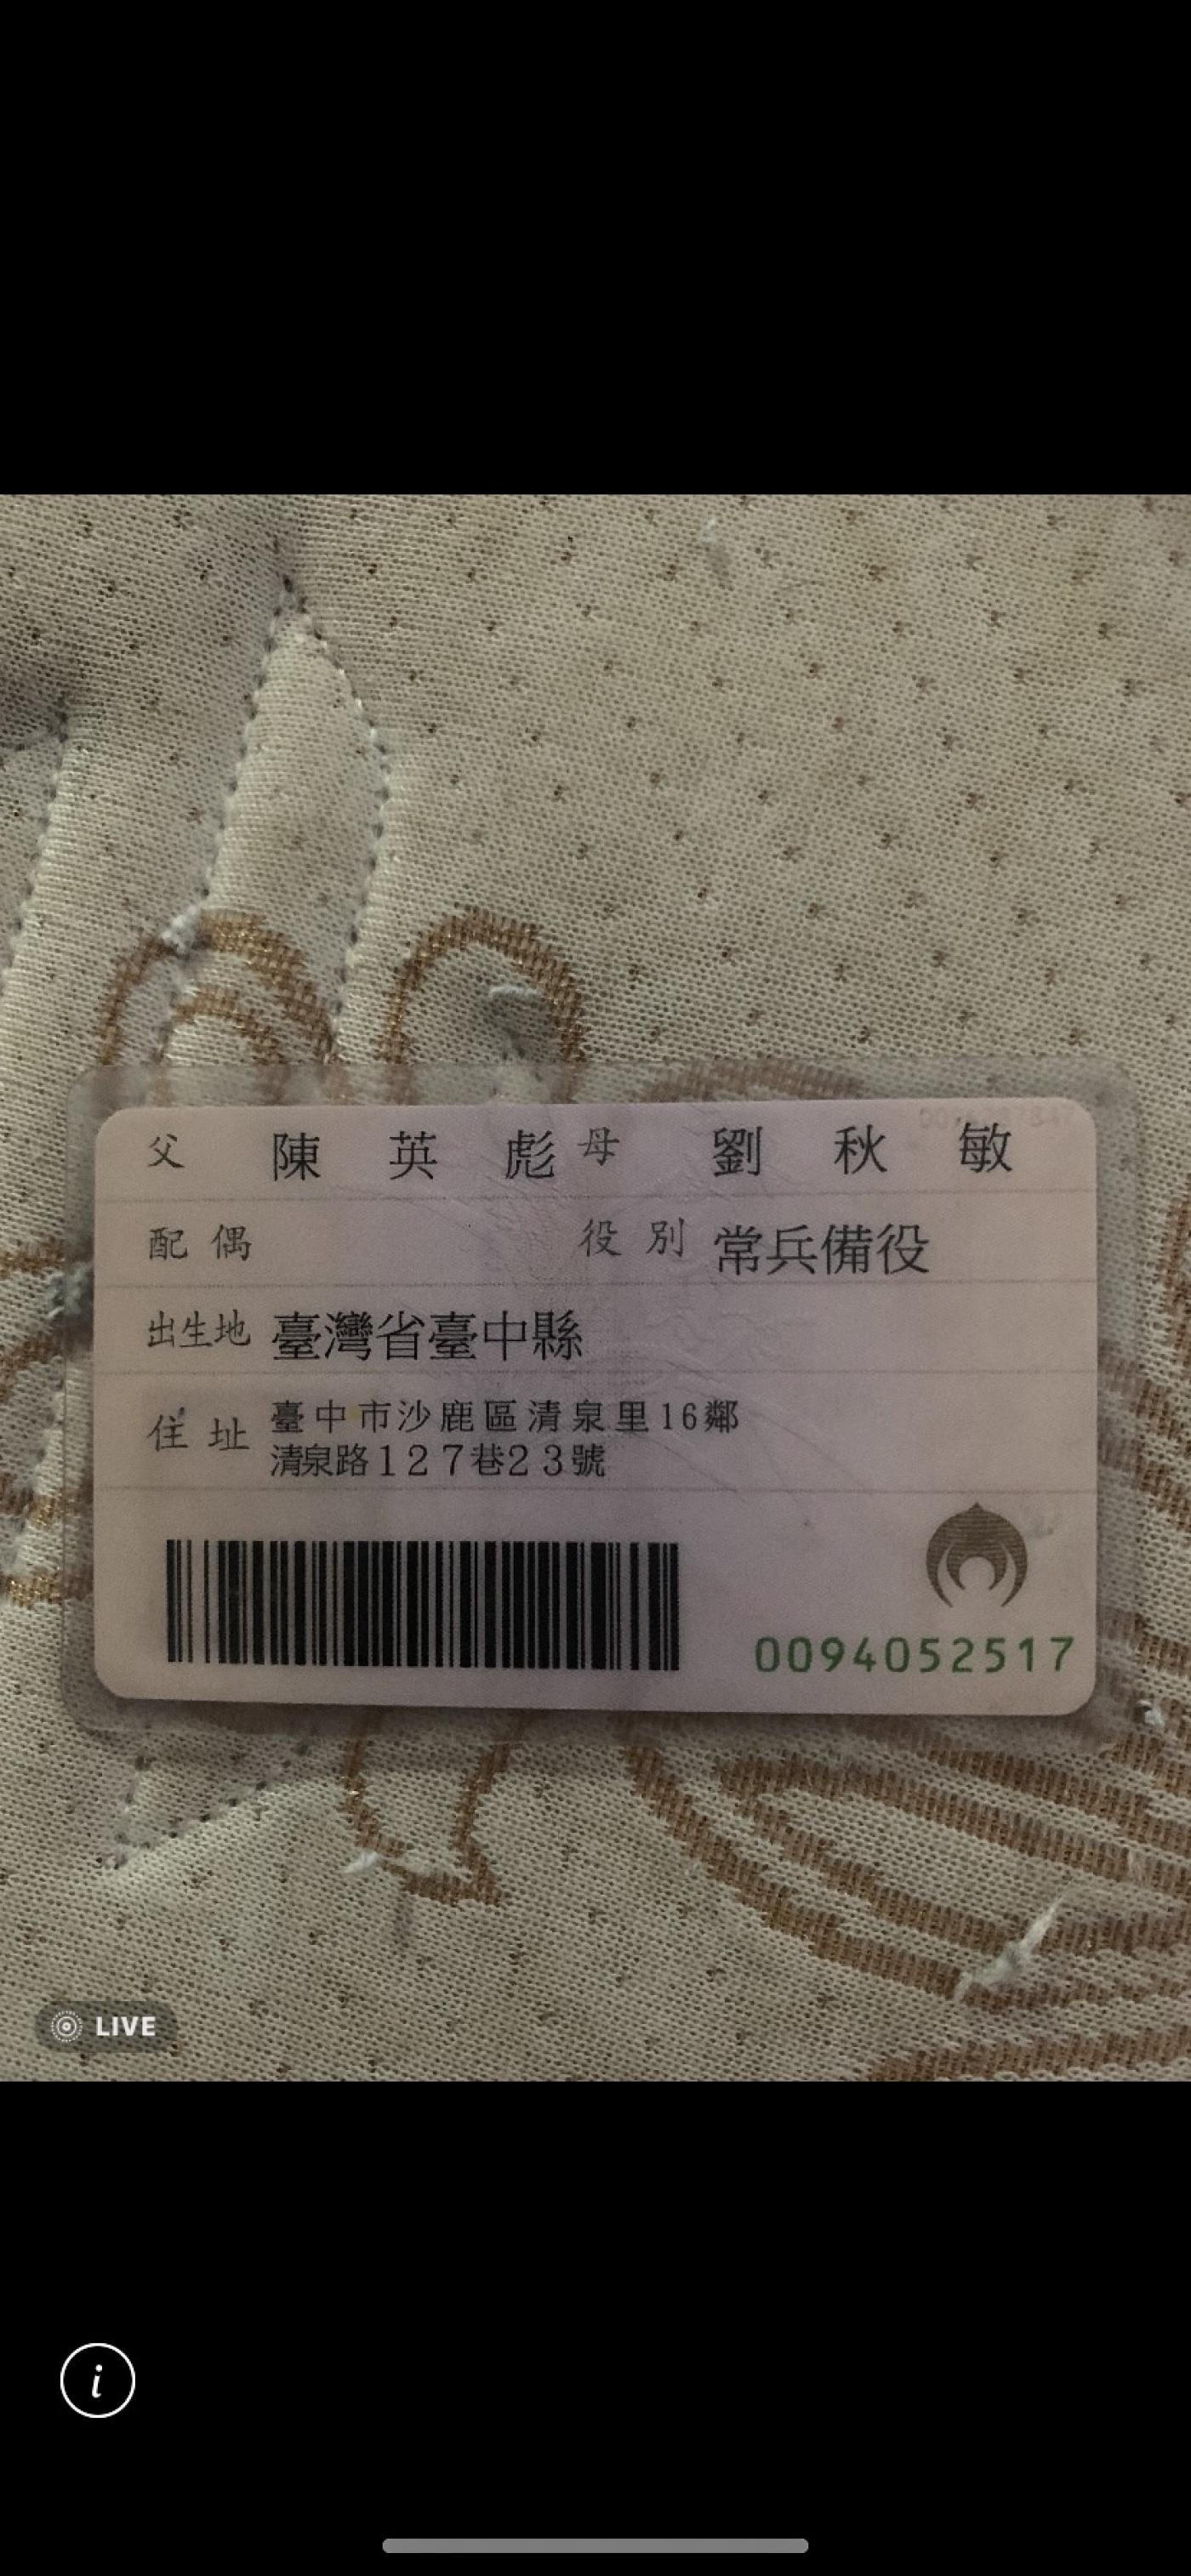 父 陳英彪 母 劉秋敏
配偶 役別 常兵備役
出生地 臺灣省臺中縣
住址 臺中市沙鹿區清泉里16鄰
清泉路127巷23號
0094052517
LIVE
i